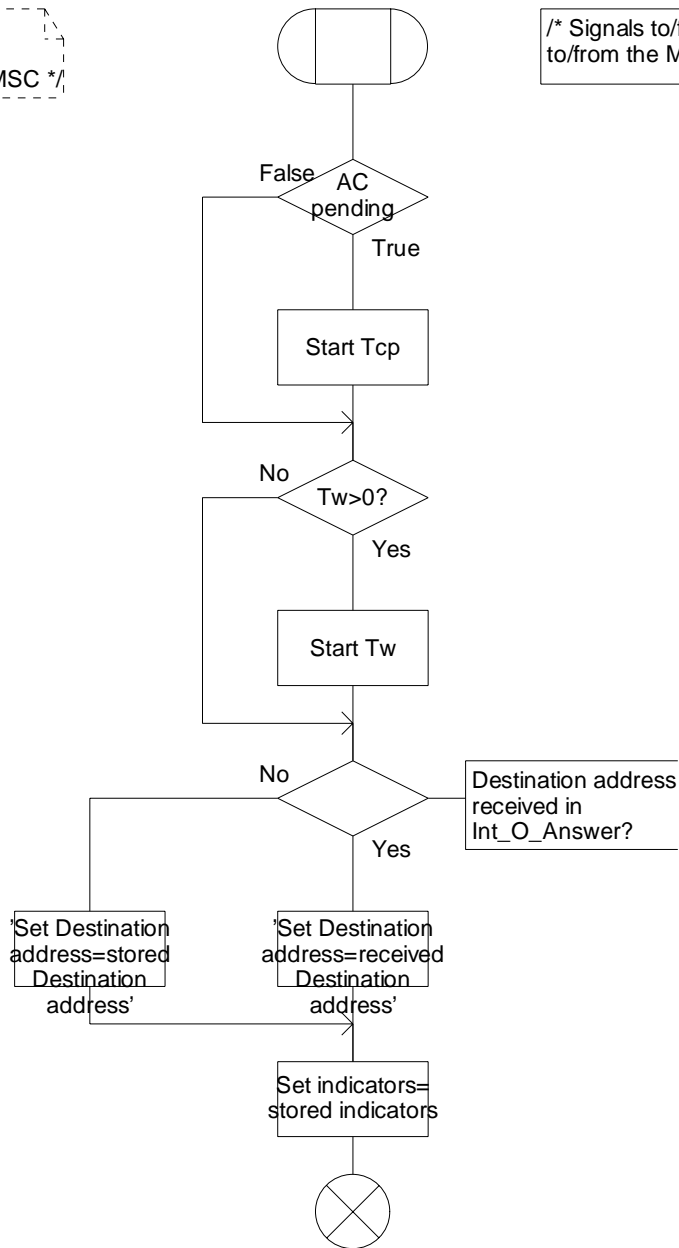 MSC */
/* Signals to/
to/from the M
False
AC
pending
True
Start Tcp
No
Tw>0?
Yes
Start Tw
No
Destination address
received in
Int_O_Answer?
Yes
'Set Destination
address=stored
Destination
address'
'Set Destination
address=received
Destination
address'
Set indicators=
stored indicators